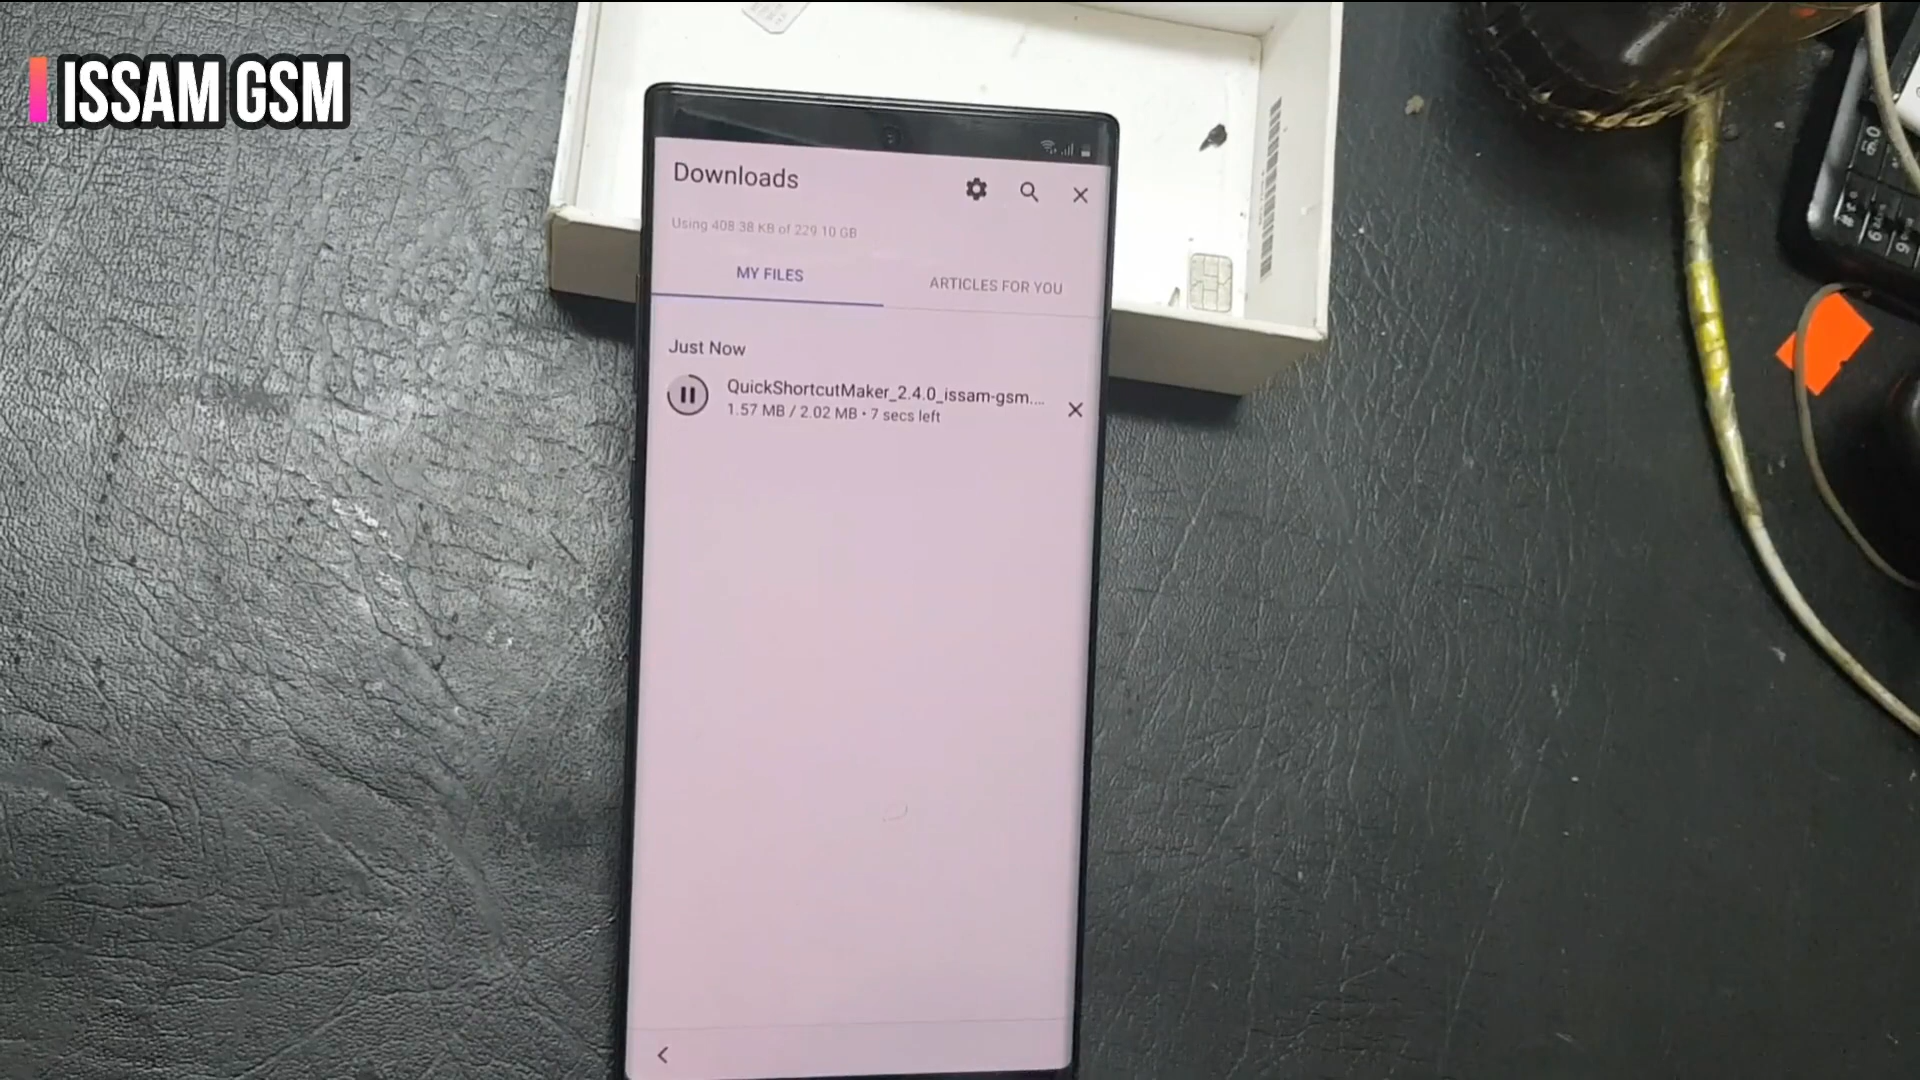 ISSAM GSM
Downloads
Using 408.38 KB of 229.10 GB
MY FILES
ARTICLES FOR YOU
Just Now
QuickShortcutMaker_2.4.0_issam-gsm....
1.57 MB / 2.02 MB • 7 secs left